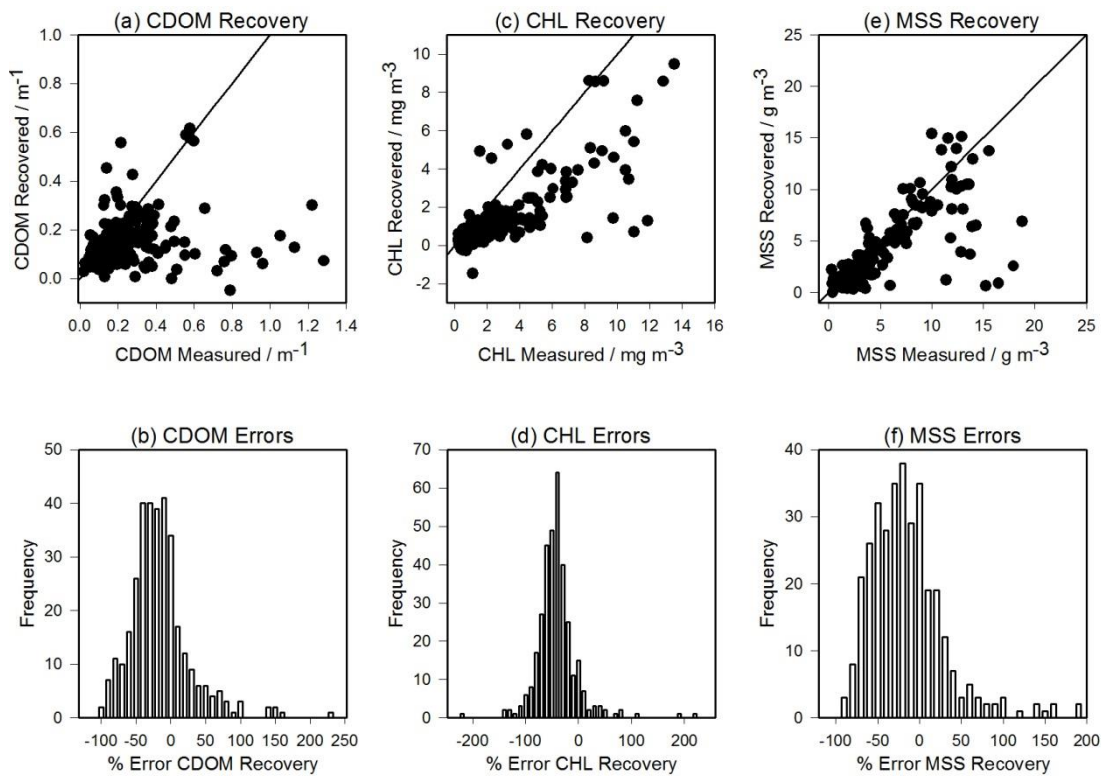 (a) CDOM Recovery
CDOM Recovered / m⁻¹
1.0
0.8
0.6
0.4
0.2
0.0
0.0 0.2 0.4 0.6 0.8 1.0 1.2 1.4
CDOM Measured / m⁻¹
(c) CHL Recovery
CHL Recovered / mg m⁻³
10
8
6
4
2
0
-2
0 2 4 6 8 10 12 14 16
CHL Measured / mg m⁻³
(e) MSS Recovery
MSS Recovered / g m⁻³
25
20
15
10
5
0
0 5 10 15 20 25
MSS Measured / g m⁻³
(b) CDOM Errors
Frequency
50
40
30
20
10
0
-100 -50 0 50 100 150 200 250
% Error CDOM Recovery
(d) CHL Errors
Frequency
70
60
50
40
30
20
10
0
-200 -100 0 100 200
% Error CHL Recovery
(f) MSS Errors
Frequency
40
30
20
10
0
-100 -50 0 50 100 150 200
% Error MSS Recovery